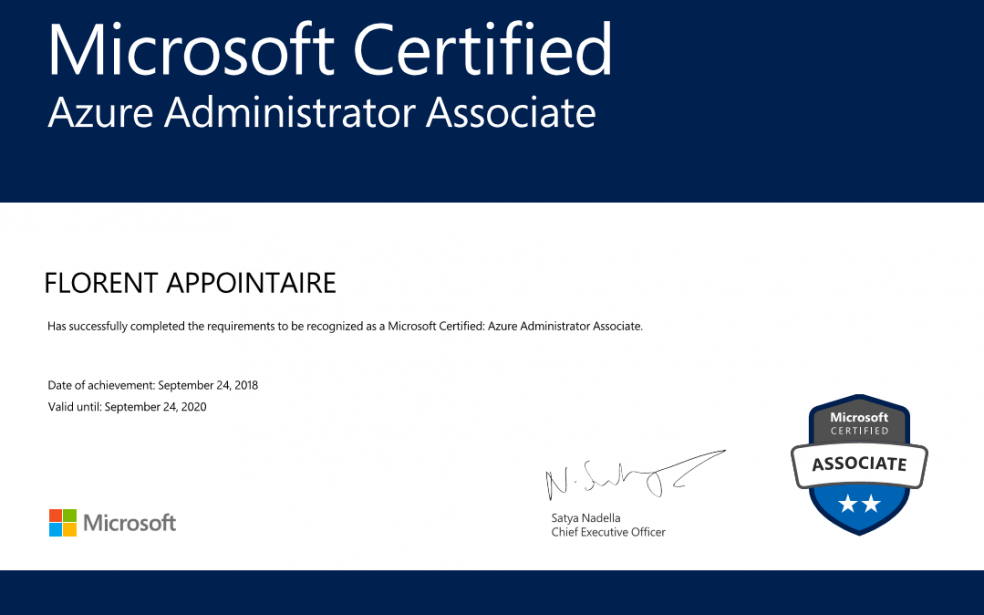 Microsoft Certified
Azure Administrator Associate
FLORENT APPOINTAIRE
Has successfully completed the requirements to be recognized as a Microsoft Certified: Azure Administrator Associate.
Date of achievement: September 24, 2018
Valid until: September 24, 2020
Microsoft
CERTIFIED
ASSOCIATE
Satya Nadella
Chief Executive Officer
Microsoft